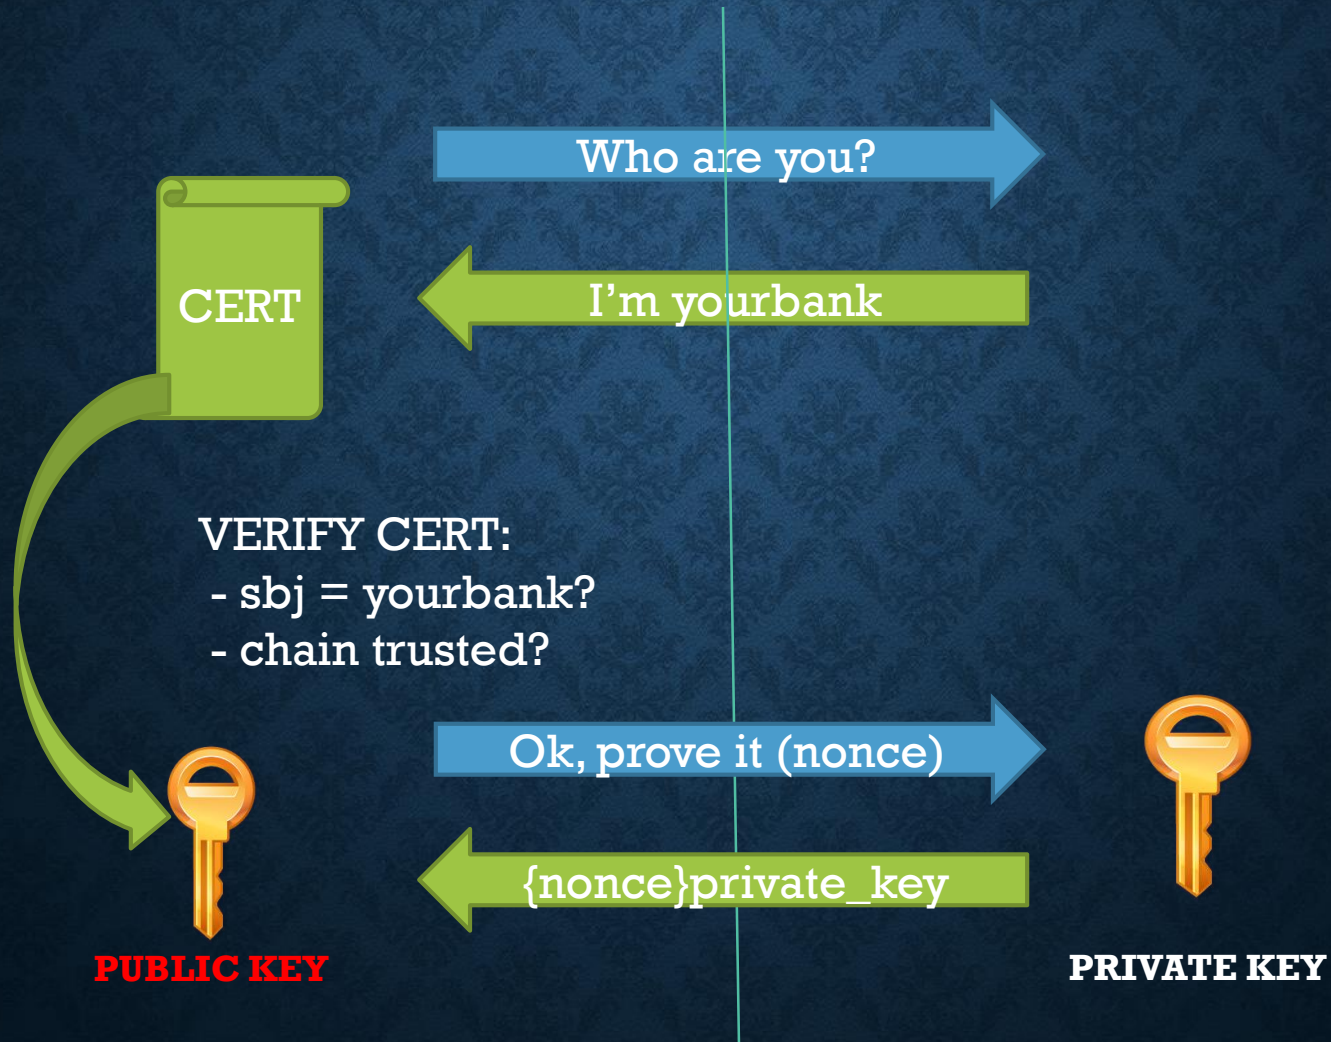 Who are you?
CERT
I'm yourbank
VERIFY CERT:
- sbj = yourbank?
- chain trusted?
Ok, prove it (nonce)
{nonce}private_key
PUBLIC KEY
PRIVATE KEY